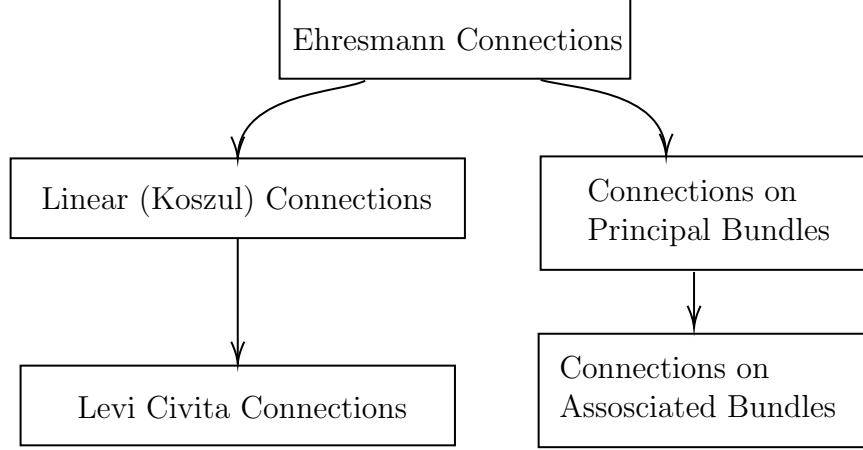 Ehresmann Connections
Linear (Koszul) Connections
Connections on
Principal Bundles
Levi Civita Connections
Connections on
Assosciated Bundles